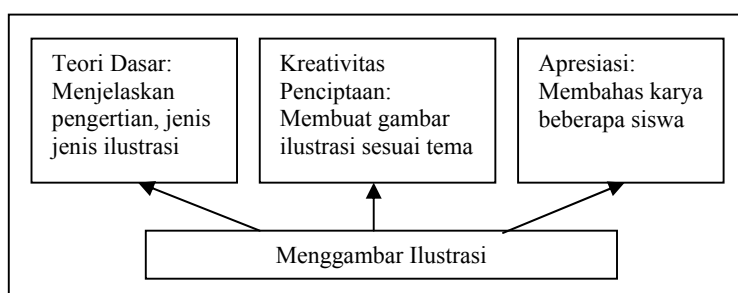 Teori Dasar:
Menjelaskan
pengertian, jenis
jenis ilustrasi
Kreativitas
Penciptaan:
Membuat gambar
ilustrasi sesuai tema
Apresiasi:
Membahas karya
beberapa siswa
Menggambar Ilustrasi